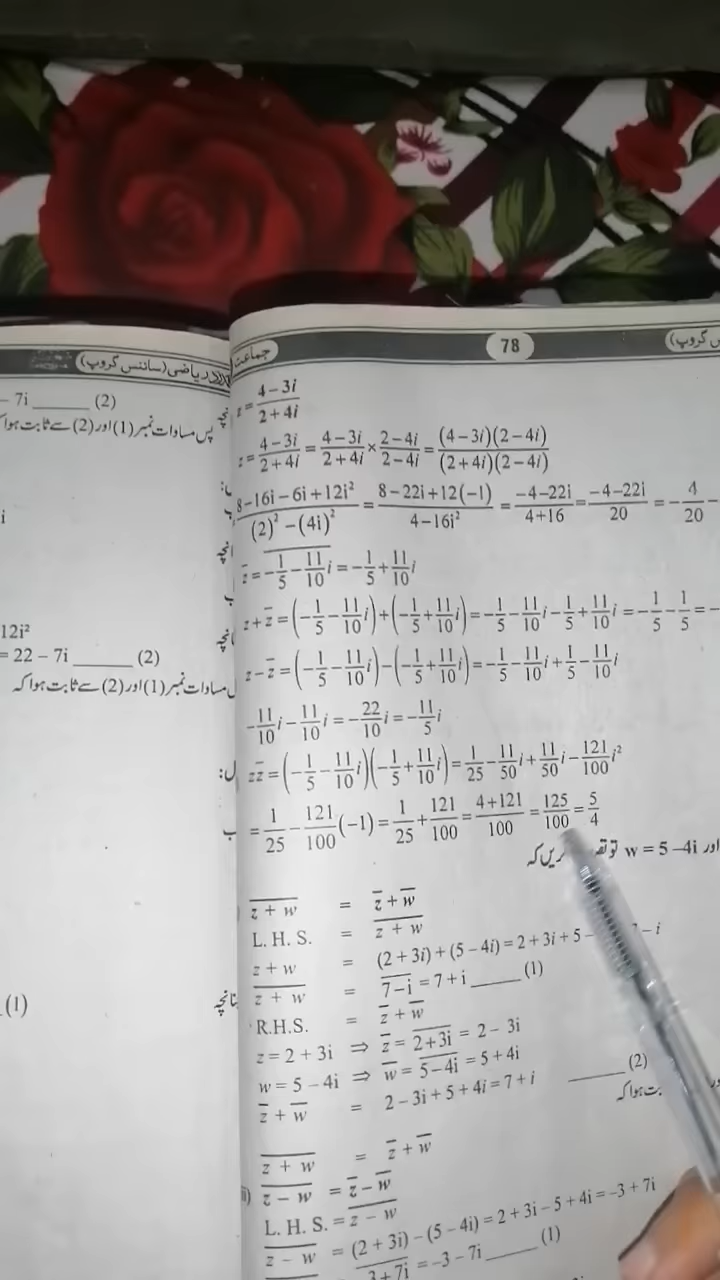 ریاضی (سائنس گروپ)
– 7i ______ (2)
پس مساوات نمبر (1) اور (2) سے ثابت ہوا کہ
i
12i²
= 22 – 7i ______ (2)
مساوات نمبر (1) اور (2) سے ثابت ہوا کہ
(1)
جماعت 78 گروپ)
z = (4 – 3i)/(2 + 4i)
z = (4 – 3i)/(2 + 4i) = (4 – 3i)/(2 + 4i) × (2 – 4i)/(2 – 4i) = (4 – 3i)(2 – 4i)/(2 + 4i)(2 – 4i)
(8 – 16i – 6i + 12i²)/((2)² – (4i)²) = (8 – 22i + 12(–1))/(4 – 16i²) = (–4 – 22i)/(4 + 16) = (–4 – 22i)/20 = –4/20 –
z̄ = \overline{–1/5 – 11/10 i} = –1/5 + 11/10 i
z + z̄ = (–1/5 – 11/10 i) + (–1/5 + 11/10 i) = –1/5 – 11/10 i – 1/5 + 11/10 i = –1/5 – 1/5 = –
z – z̄ = (–1/5 – 11/10 i) – (–1/5 + 11/10 i) = –1/5 – 11/10 i + 1/5 – 11/10 i
–11/10 i – 11/10 i = –22/10 i = –11/5 i
z z̄ = (–1/5 – 11/10 i)(–1/5 + 11/10 i) = 1/25 – 11/50 i + 11/50 i – 121/100 i²
= 1/25 – 121/100 (–1) = 1/25 + 121/100 = (4 + 121)/100 = 125/100 = 5/4
اور w = 5 – 4i کہ
\overline{z + w} = z̄ + w̄
L. H. S. = \overline{z + w}
z + w = (2 + 3i) + (5 – 4i) = 2 + 3i + 5 – – i
\overline{z + w} = \overline{7 – i} = 7 + i ______ (1)
R.H.S. = z̄ + w̄
z = 2 + 3i ⇒ z̄ = \overline{2 + 3i} = 2 – 3i
w = 5 – 4i ⇒ w̄ = \overline{5 – 4i} = 5 + 4i
z̄ + w̄ = 2 – 3i + 5 + 4i = 7 + i ______ (2)
ہوا کہ
\overline{z + w} = z̄ + w̄
\overline{z – w} = z̄ – w̄
L. H. S. = \overline{z – w}
\overline{z – w} = (2 + 3i) – (5 – 4i) = 2 + 3i – 5 + 4i = –3 + 7i
3 + 7i = –3 – 7i ______ (1)